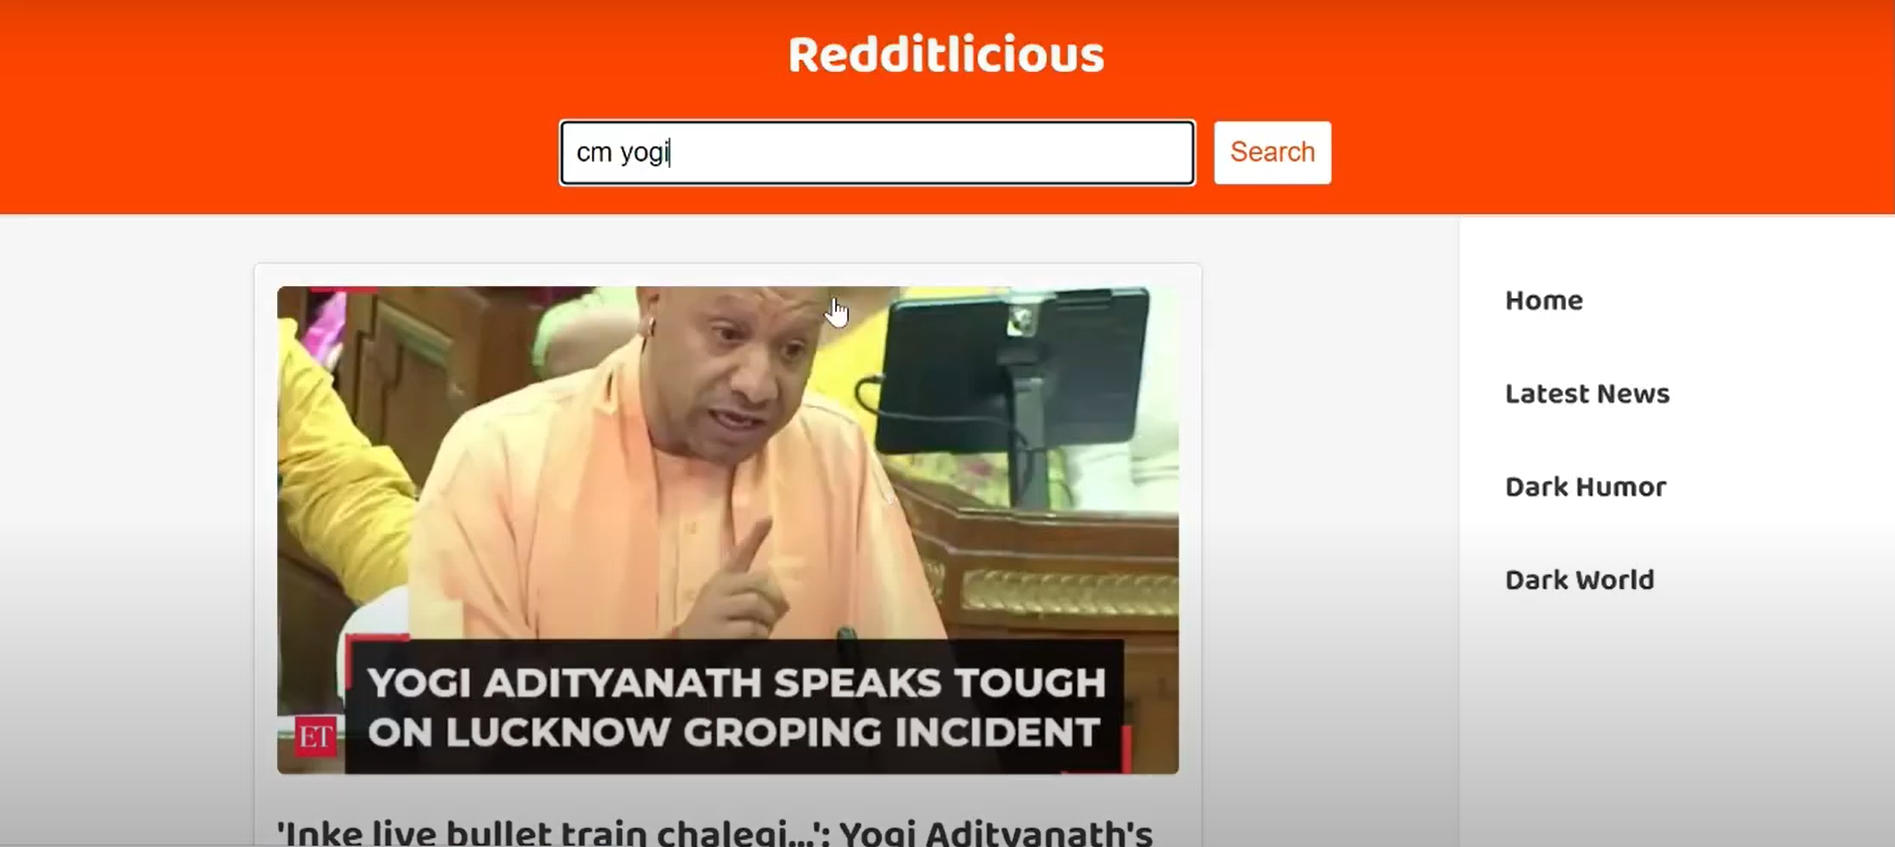 Redditlicious
cm yogi
Search
Home
Latest News
Dark Humor
Dark World
YOGI ADITYANATH SPEAKS TOUGH
ON LUCKNOW GROPING INCIDENT
ET
'Inke live bullet train chalegi...': Yogi Adityanath's